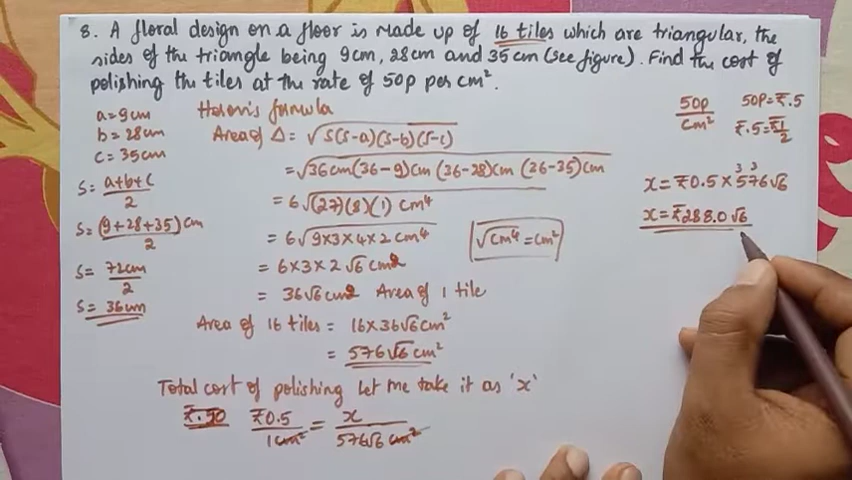 8. A floral design on a floor is made up of 16 tiles which are triangular, the
sides of the triangle being 9cm, 28cm and 35cm (see figure). Find the cost of
polishing the tiles at the rate of 50p per cm².
a=9cm
b=28cm
c=35cm
S=a+b+c/2
S=(9+28+35)cm/2
S=72cm/2
S=36cm
Heron's formula
Area of Δ = √S(S-a)(S-b)(S-c)
=√36cm(36-9)cm (36-28)cm (36-35)cm
=6√(27)(8)(1) cm⁴
=6√9×3×4×2 cm⁴
√cm⁴=cm²
=6×3×2√6 cm²
= 36√6cm² Area of 1 tile
Area of 16 tiles = 16×36√6cm²
= 576√6 cm²
Total cost of polishing let me take it as 'x'
₹.50 ₹0.5/1cm² = x/576√6 cm²
50p/cm² 50P=₹.5
₹.5=₹1/2
x=₹0.5×576√6
x=₹288.0√6